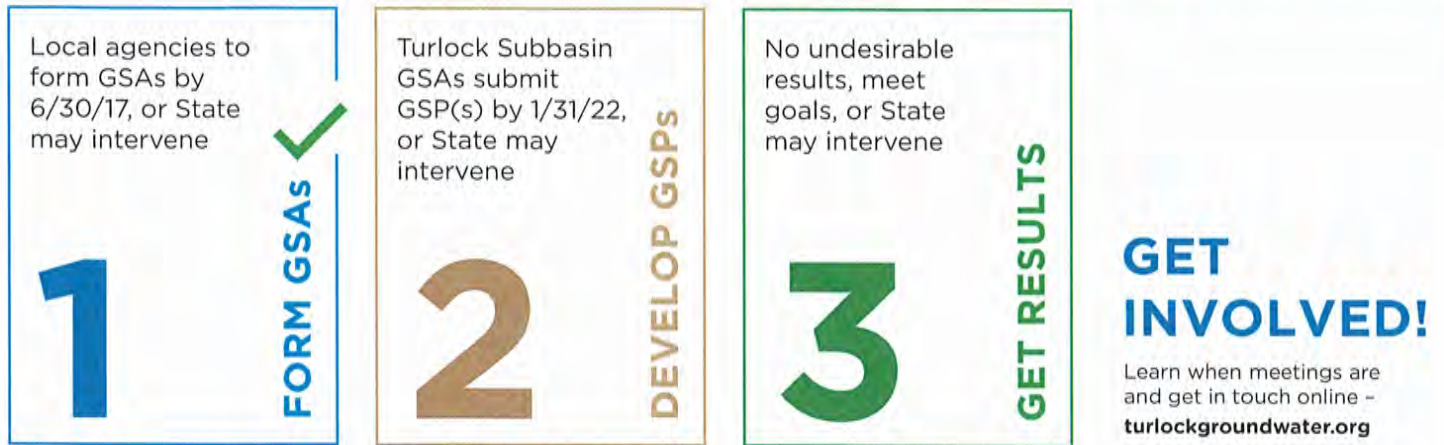 Local agencies to
form GSAs by
6/30/17, or State
may intervene
1
FORM GSAs
Turlock Subbasin
GSAs submit
GSP(s) by 1/31/22,
or State may
intervene
2
DEVELOP GSPs
No undesirable
results, meet
goals, or State
may intervene
3
GET RESULTS
GET
INVOLVED!
Learn when meetings are
and get in touch online –
turlockgroundwater.org